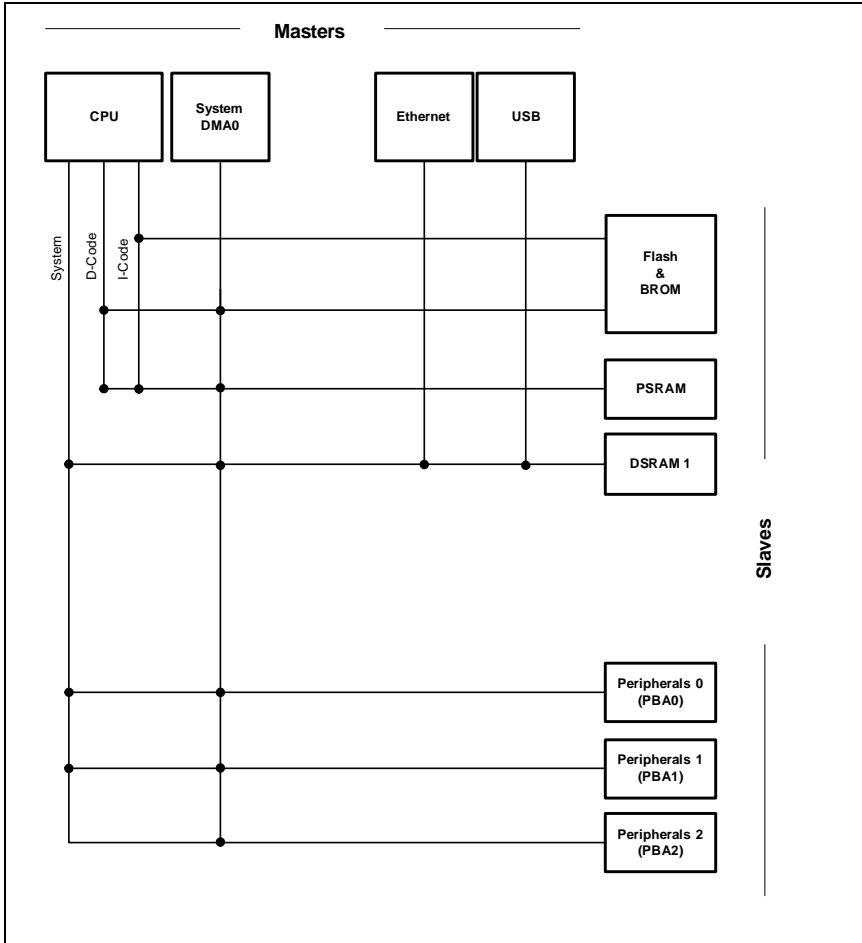 Masters
CPU
System
DMA0
Ethernet
USB
System
D-Code
I-Code
Flash
&
BROM
PSRAM
DSRAM 1
Slaves
Peripherals 0
(PBA0)
Peripherals 1
(PBA1)
Peripherals 2
(PBA2)